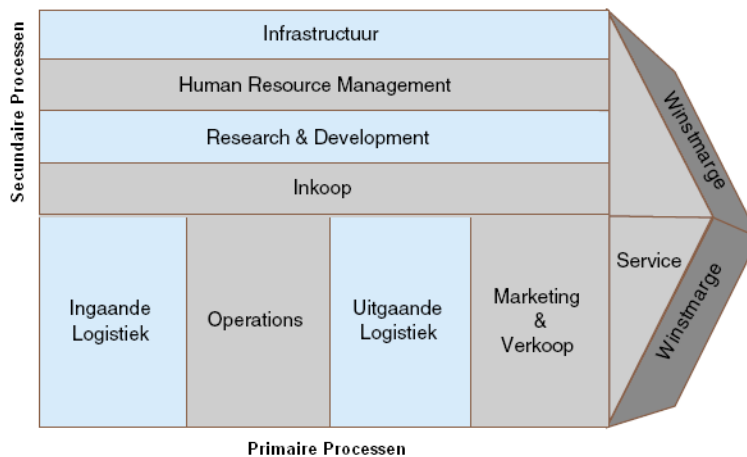 Secundaire Processen
Infrastructuur
Human Resource Management
Research & Development
Inkoop
Winstmarge
Ingaande
Logistiek
Operations
Uitgaande
Logistiek
Marketing
&
Verkoop
Service
Winstmarge
Primaire Processen